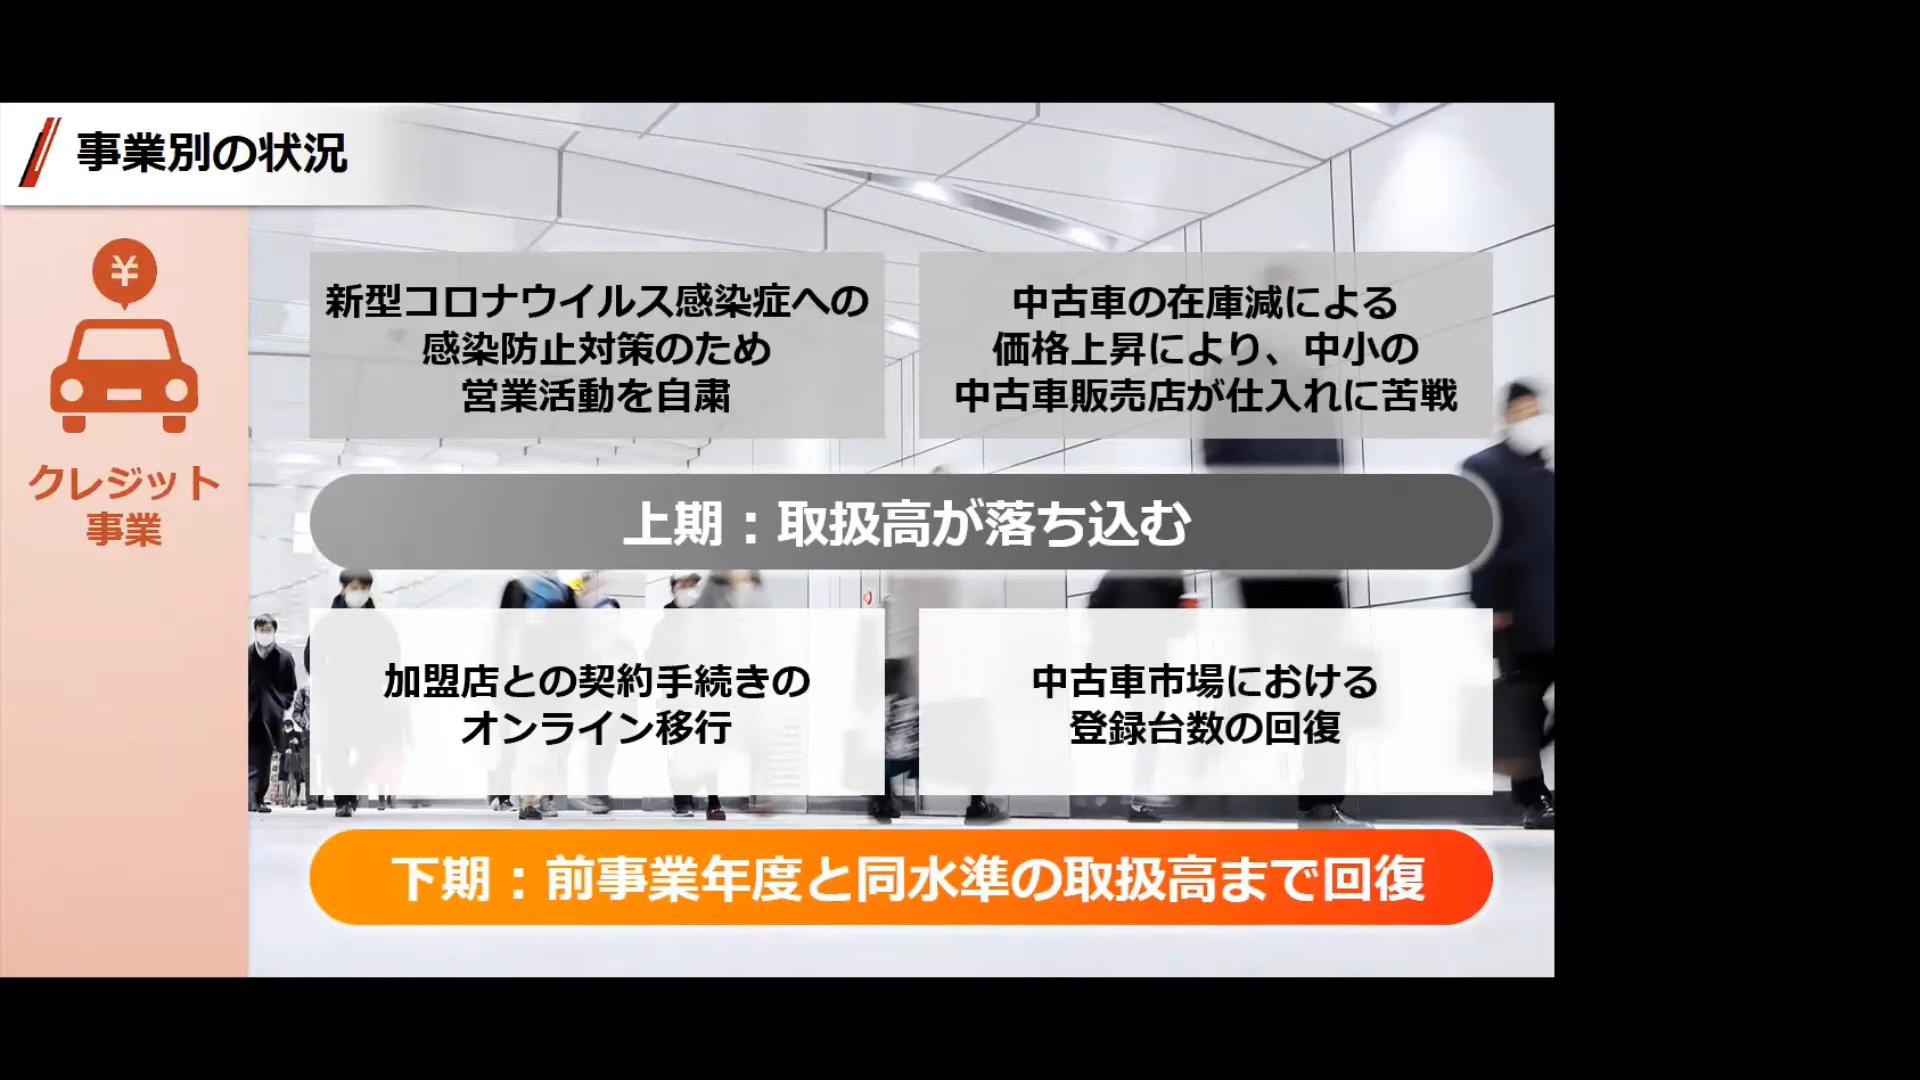 事業別の状況
¥
クレジット
事業
新型コロナウイルス感染症への
感染防止対策のため
営業活動を自粛
中古車の在庫減による
価格上昇により、中小の
中古車販売店が仕入れに苦戦
上期：取扱高が落ち込む
加盟店との契約手続きの
オンライン移行
中古車市場における
登録台数の回復
下期：前事業年度と同水準の取扱高まで回復